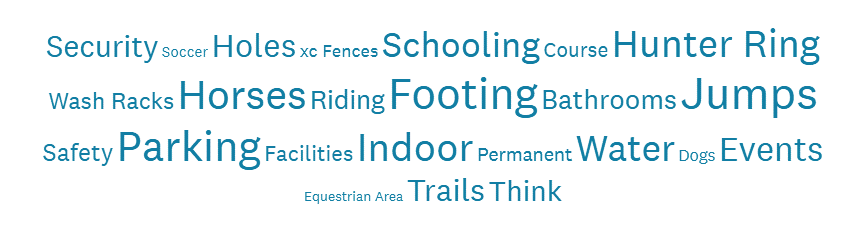 Security Soccer Holes xc Fences Schooling Course Hunter Ring
Wash Racks Horses Riding Footing Bathrooms Jumps
Safety Parking Facilities Indoor Permanent Water Dogs Events
Equestrian Area Trails Think